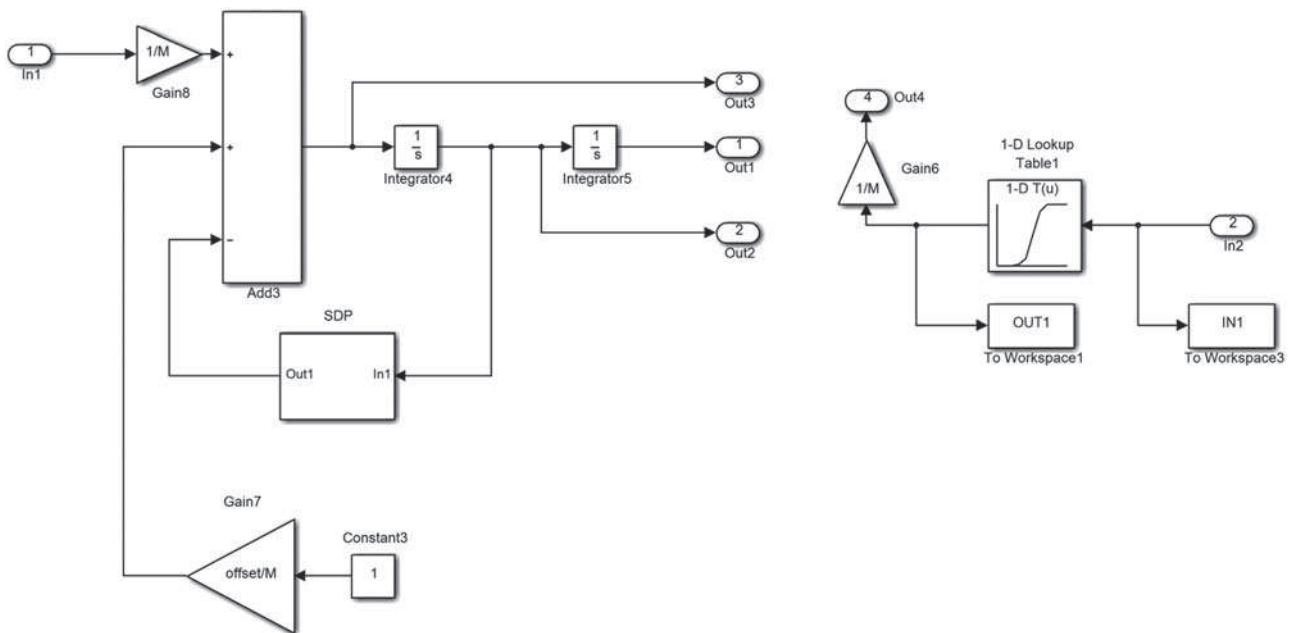 1
In1
1/M
Gain8
+
+
−
Add3
1
s
Integrator4
1
s
Integrator5
3
Out3
1
Out1
2
Out2
SDP
Out1
In1
Gain7
offset/M
Constant3
1
4
Out4
Gain6
1/M
1-D Lookup
Table1
1-D T(u)
2
In2
OUT1
To Workspace1
IN1
To Workspace3